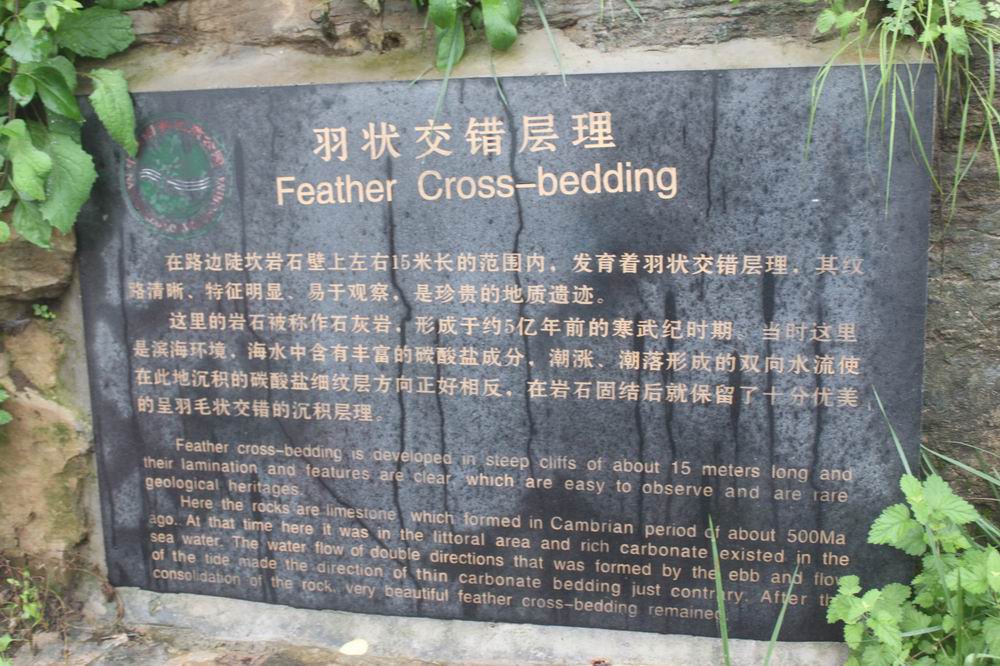 羽状交错层理
Feather Cross-bedding
在路边陡坎岩石壁上左右15米长的范围内，发育着羽状交错层理，其纹
路清晰、特征明显、易于观察，是珍贵的地质遗迹。
这里的岩石被称作石灰岩，形成于约5亿年前的寒武纪时期，当时这里
是滨海环境，海水中含有丰富的碳酸盐成分，潮涨、潮落形成的双向水流使
在此地沉积的碳酸盐细纹层方向正好相反，在岩石固结后就保留了十分优美
的呈羽毛状交错的沉积层理。
Feather cross-bedding is developed in steep cliffs of about 15 meters long and
their lamination and features are clear, which are easy to observe and are rare
geological heritages.
Here the rocks are limestone, which formed in Cambrian period of about 500Ma
ago. At that time here it was in the littoral area and rich carbonate existed in the
sea water. The water flow of double directions that was formed by the ebb and flow
of the tide made the direction of thin carbonate bedding just contrary. After the
consolidation of the rock, very beautiful feather cross-bedding remained.